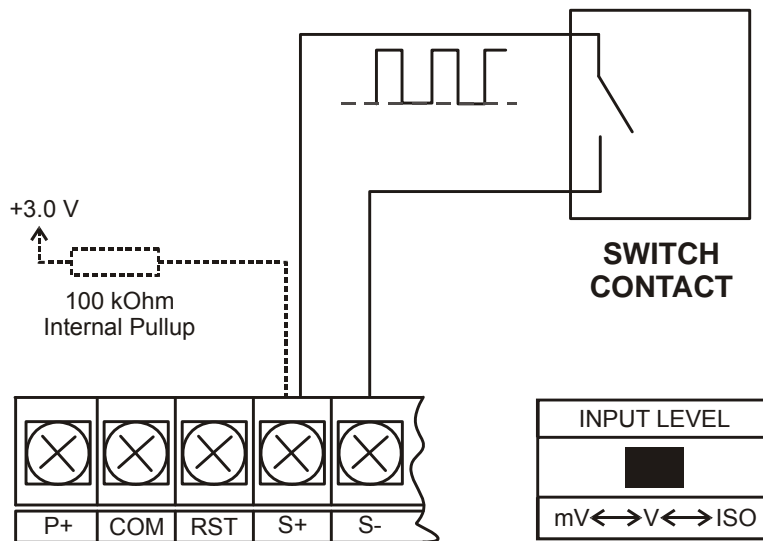 +3.0 V
100 kOhm
Internal Pullup
SWITCH
CONTACT
P+ COM RST S+ S-
INPUT LEVEL
mV↔V↔ISO